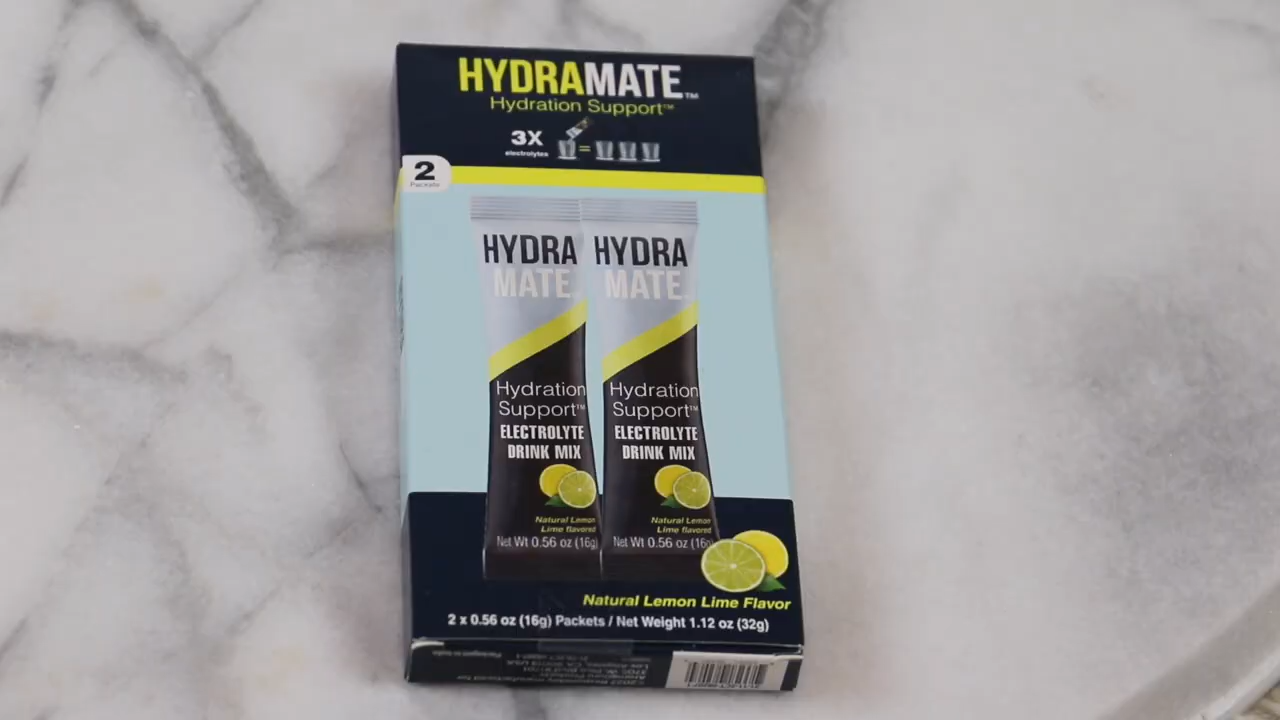 HYDRAMATE™
Hydration Support™
3X
electrolytes
=
2
Packets
HYDRA
MATE
Hydration
Support™
ELECTROLYTE
DRINK MIX
Natural Lemon
Lime flavored
Net Wt 0.56 oz (16g)
HYDRA
MATE
Hydration
Support™
ELECTROLYTE
DRINK MIX
Natural Lemon
Lime flavored
Net Wt 0.56 oz (16g)
Natural Lemon Lime Flavor
2 x 0.56 oz (16g) Packets / Net Weight 1.12 oz (32g)